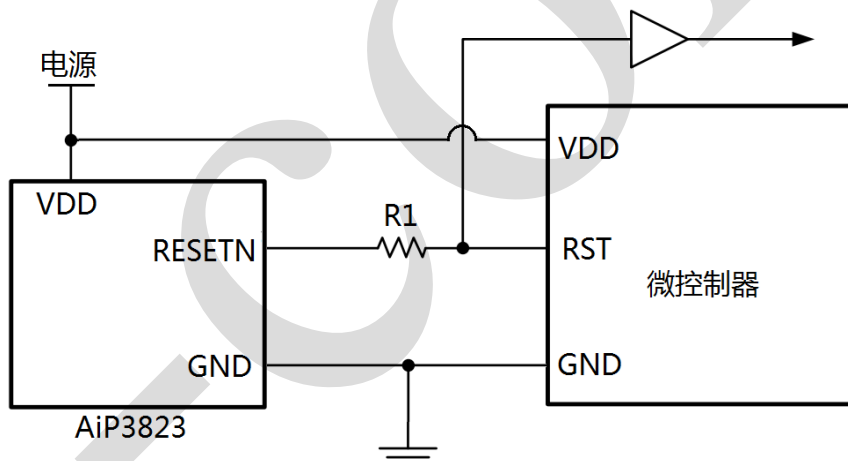 电源
VDD
VDD
R1
RESETN
RST
微控制器
GND
GND
AiP3823